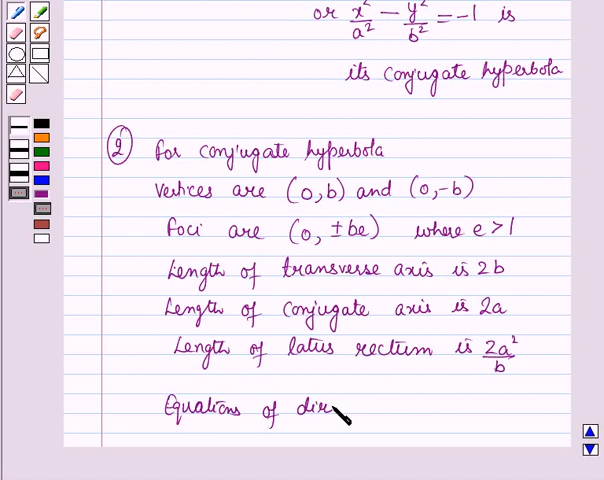 or x²/a² - y²/b² = -1 is
its conjugate hyperbola
② For conjugate hyperbola
vertices are (0,b) and (0,-b)
foci are (0, ±be) where e>1
Length of transverse axis is 2b
Length of conjugate axis is 2a
Length of latus rectum is 2a²/b
Equations of dir